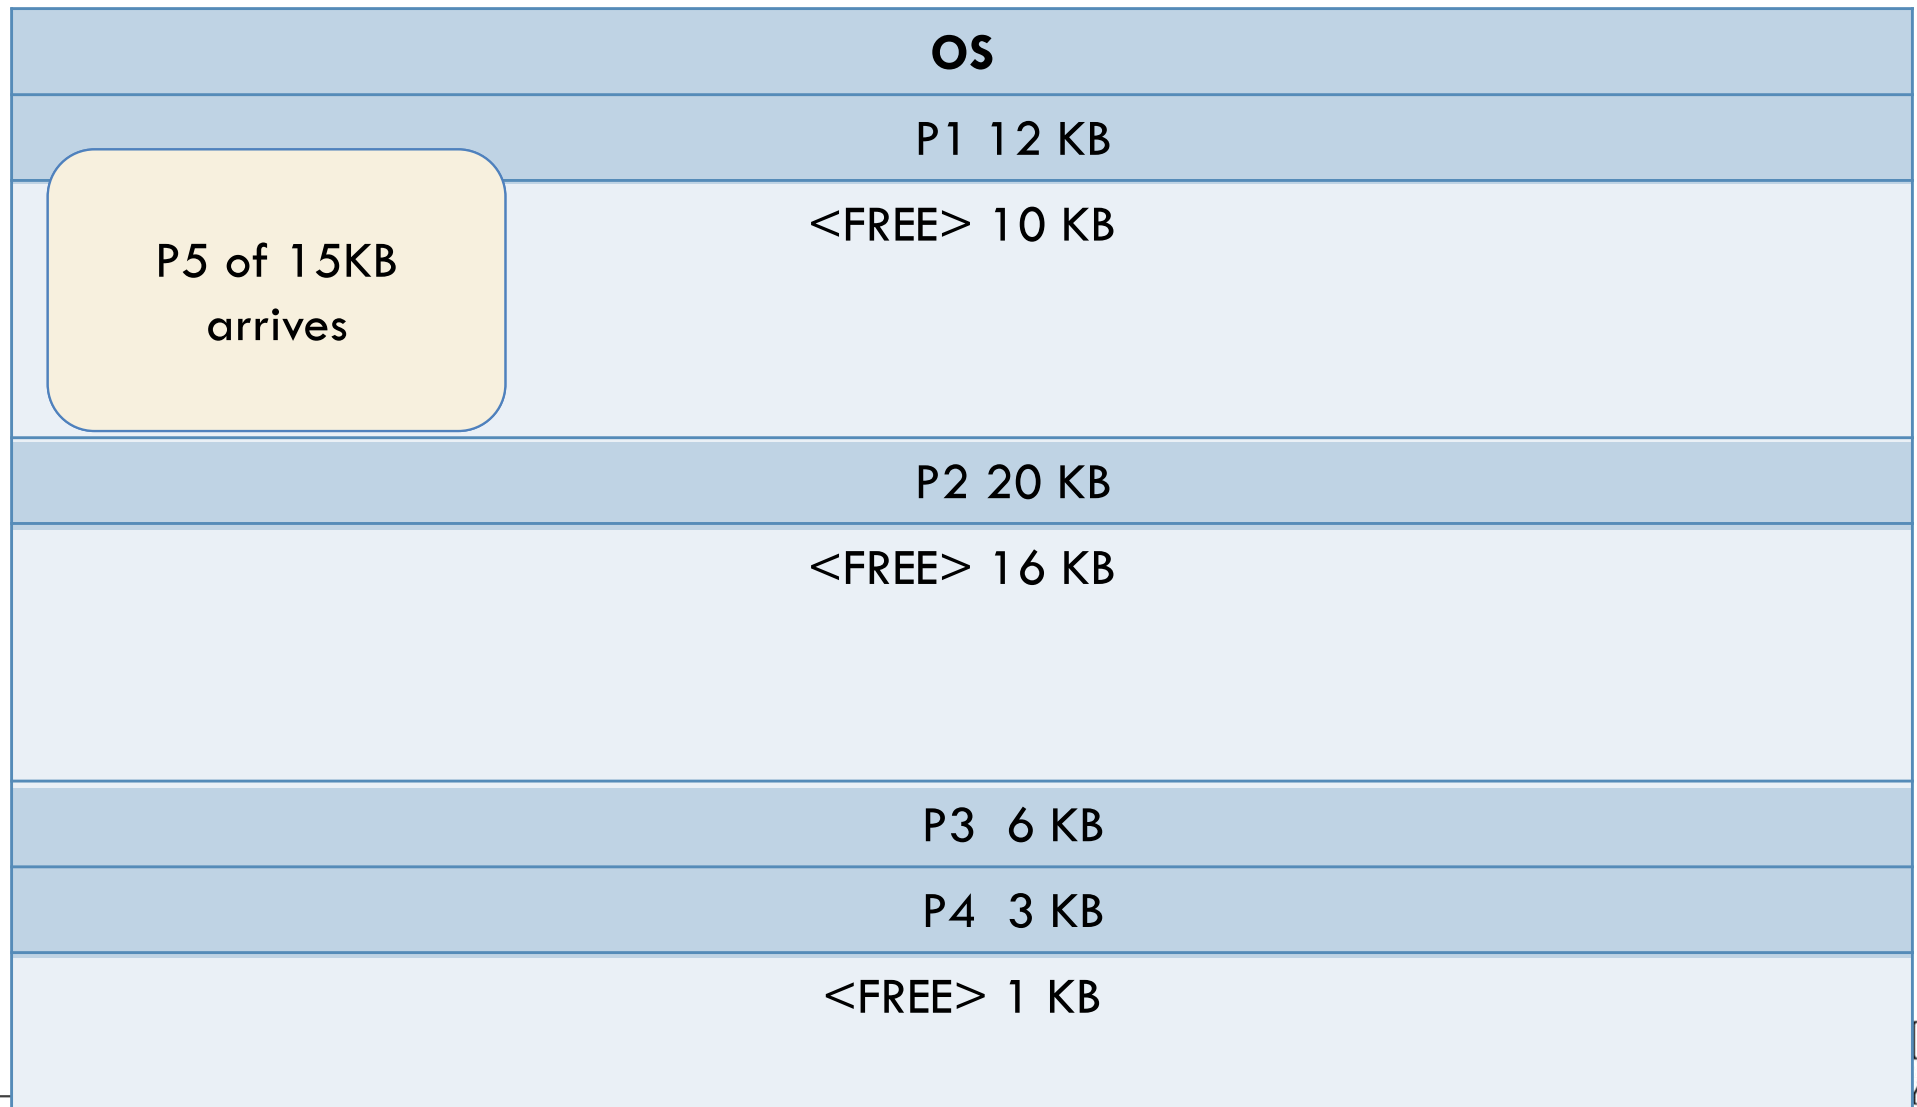 OS
P1 12 KB
<FREE> 10 KB
P5 of 15KB
arrives
P2 20 KB
<FREE> 16 KB
P3 6 KB
P4 3 KB
<FREE> 1 KB